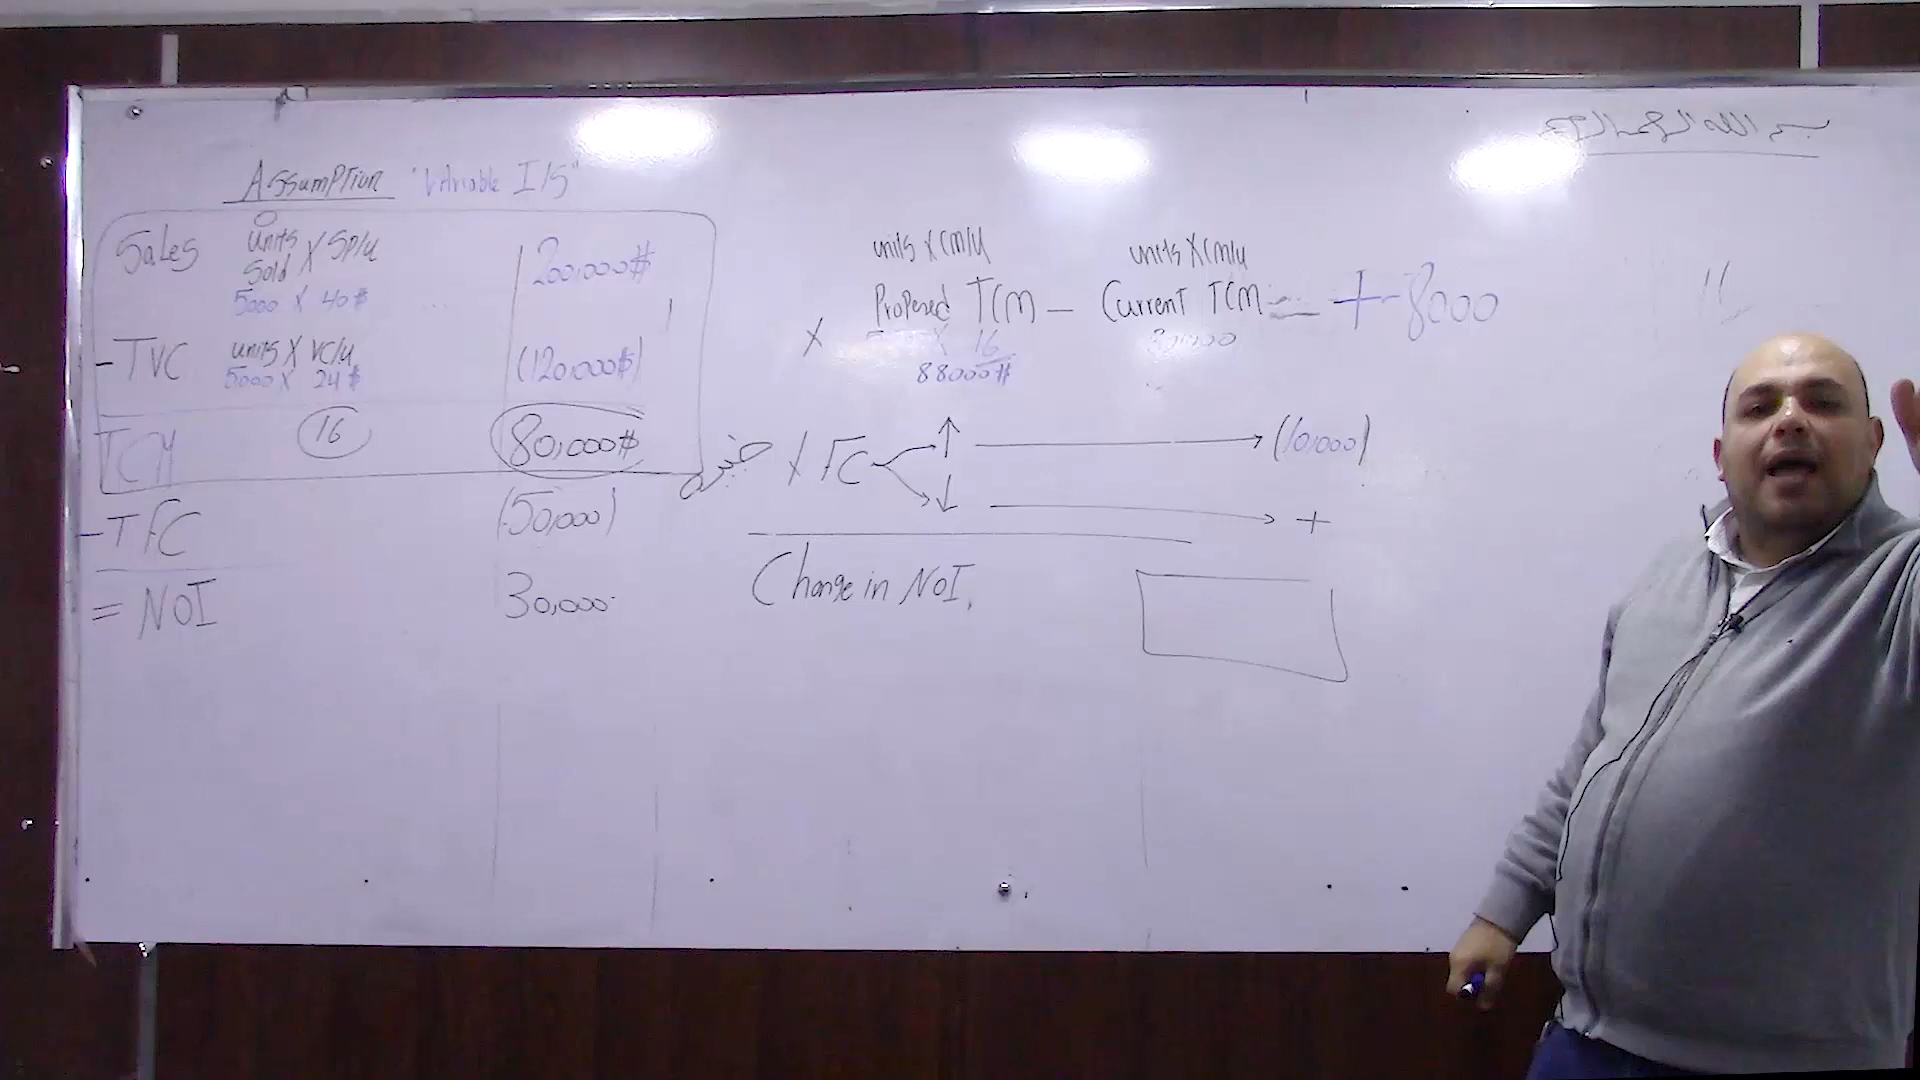 بسم الله الرحمن الرحيم
Assumption "Variable I/S"
Sales units Sold X SP/u 200,000$
5000 X 40$
- TVC units X VC/u (120,000$)
5000 X 24$
TCM 16 80,000$
- TFC (50,000)
= NOI 30,000
units X CM/u units X CM/u
X Proposed TCM - Current TCM = + 8000
X 16 80,000
88000$
X FC ↑ → (10,000)
↓ → +
Change in NOI
16